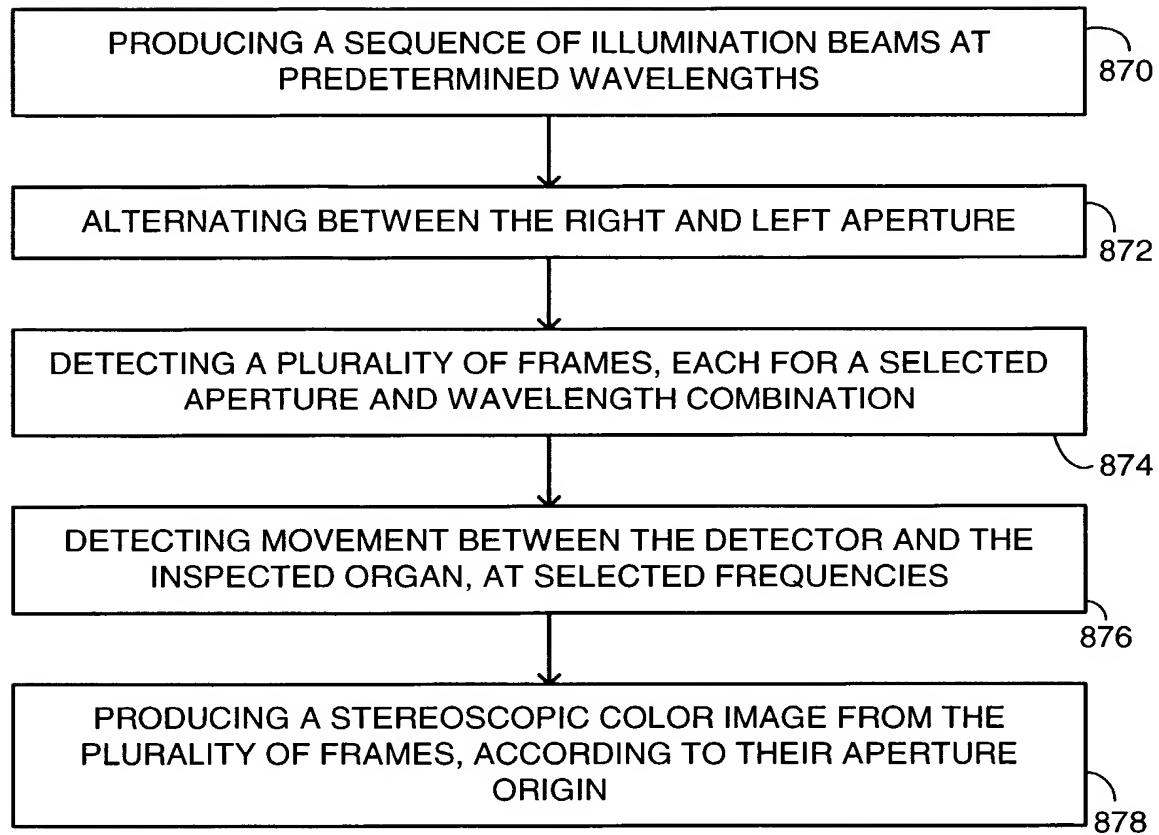 PRODUCING A SEQUENCE OF ILLUMINATION BEAMS AT
PREDETERMINED WAVELENGTHS
870
ALTERNATING BETWEEN THE RIGHT AND LEFT APERTURE
872
DETECTING A PLURALITY OF FRAMES, EACH FOR A SELECTED
APERTURE AND WAVELENGTH COMBINATION
874
DETECTING MOVEMENT BETWEEN THE DETECTOR AND THE
INSPECTED ORGAN, AT SELECTED FREQUENCIES
876
PRODUCING A STEREOSCOPIC COLOR IMAGE FROM THE
PLURALITY OF FRAMES, ACCORDING TO THEIR APERTURE
ORIGIN
878